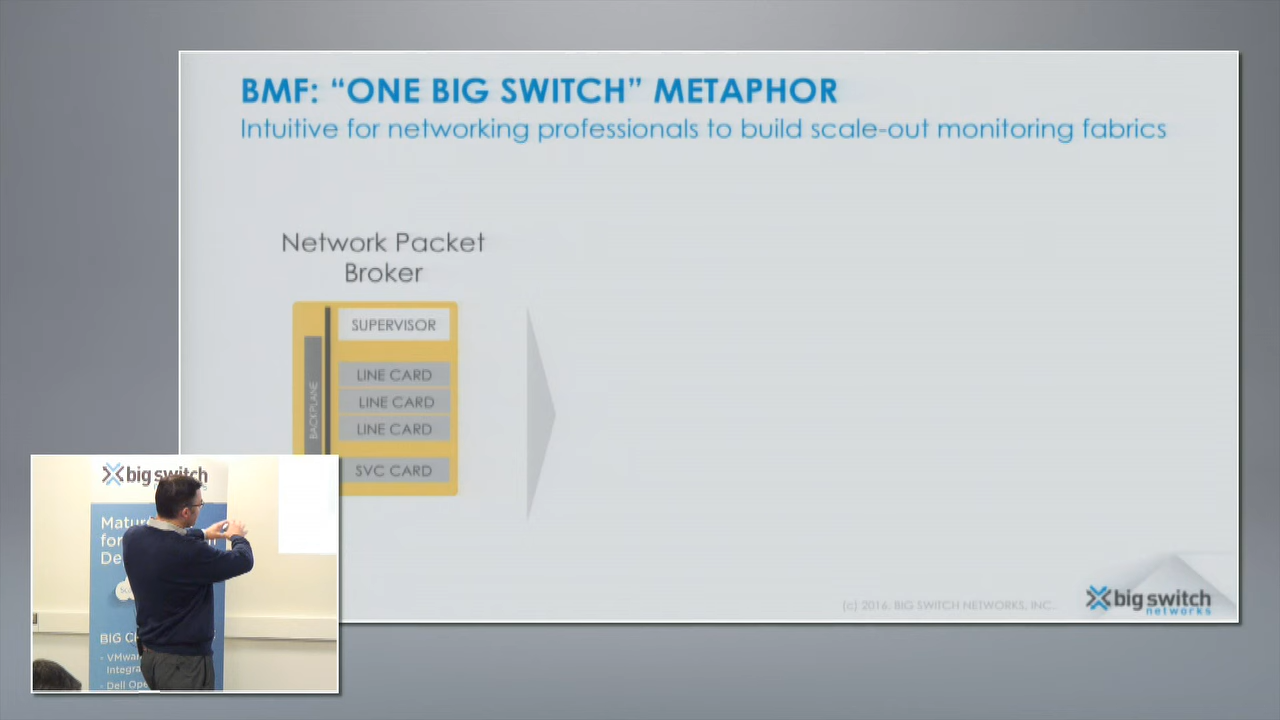 BMF: “ONE BIG SWITCH” METAPHOR
Intuitive for networking professionals to build scale-out monitoring fabrics
Network Packet
Broker
SUPERVISOR
LINE CARD
LINE CARD
LINE CARD
SVC CARD
BACKPLANE
big switch
BIG
VMware
Dell
(c) 2016, BIG SWITCH NETWORKS, INC.
big switch
networks